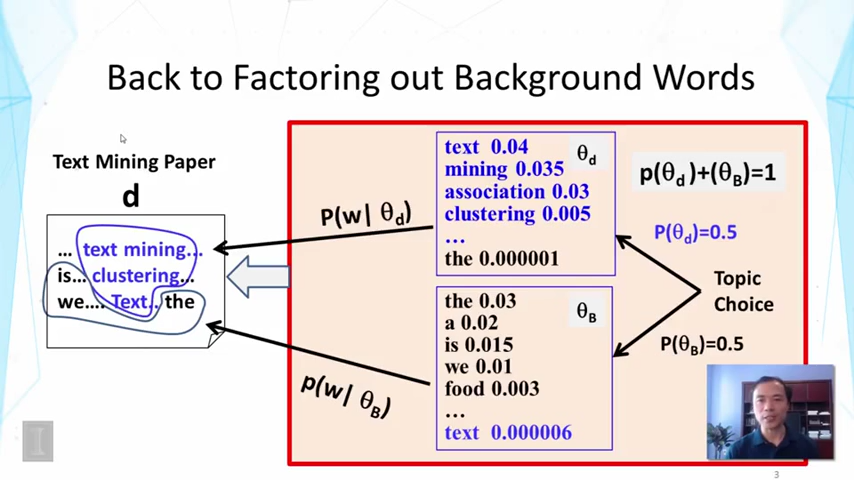 Back to Factoring out Background Words
Text Mining Paper
d
… text mining…
is… clustering…
we…. Text.. the
P(w| θd)
p(w| θB)
text 0.04
mining 0.035
association 0.03
clustering 0.005
…
the 0.000001
θd
the 0.03
a 0.02
is 0.015
we 0.01
food 0.003
…
text 0.000006
θB
p(θd)+(θB)=1
P(θd)=0.5
Topic
Choice
P(θB)=0.5
I
3